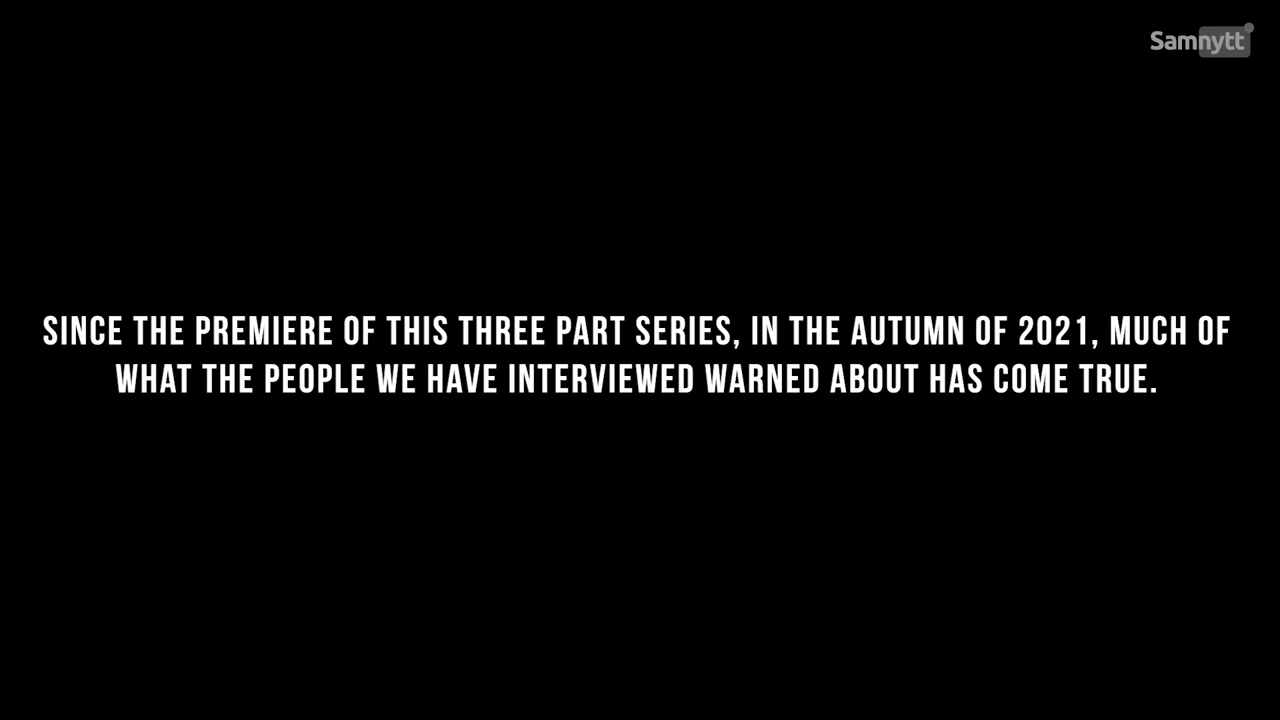 Samnytt
SINCE THE PREMIERE OF THIS THREE PART SERIES, IN THE AUTUMN OF 2021, MUCH OF
WHAT THE PEOPLE WE HAVE INTERVIEWED WARNED ABOUT HAS COME TRUE.